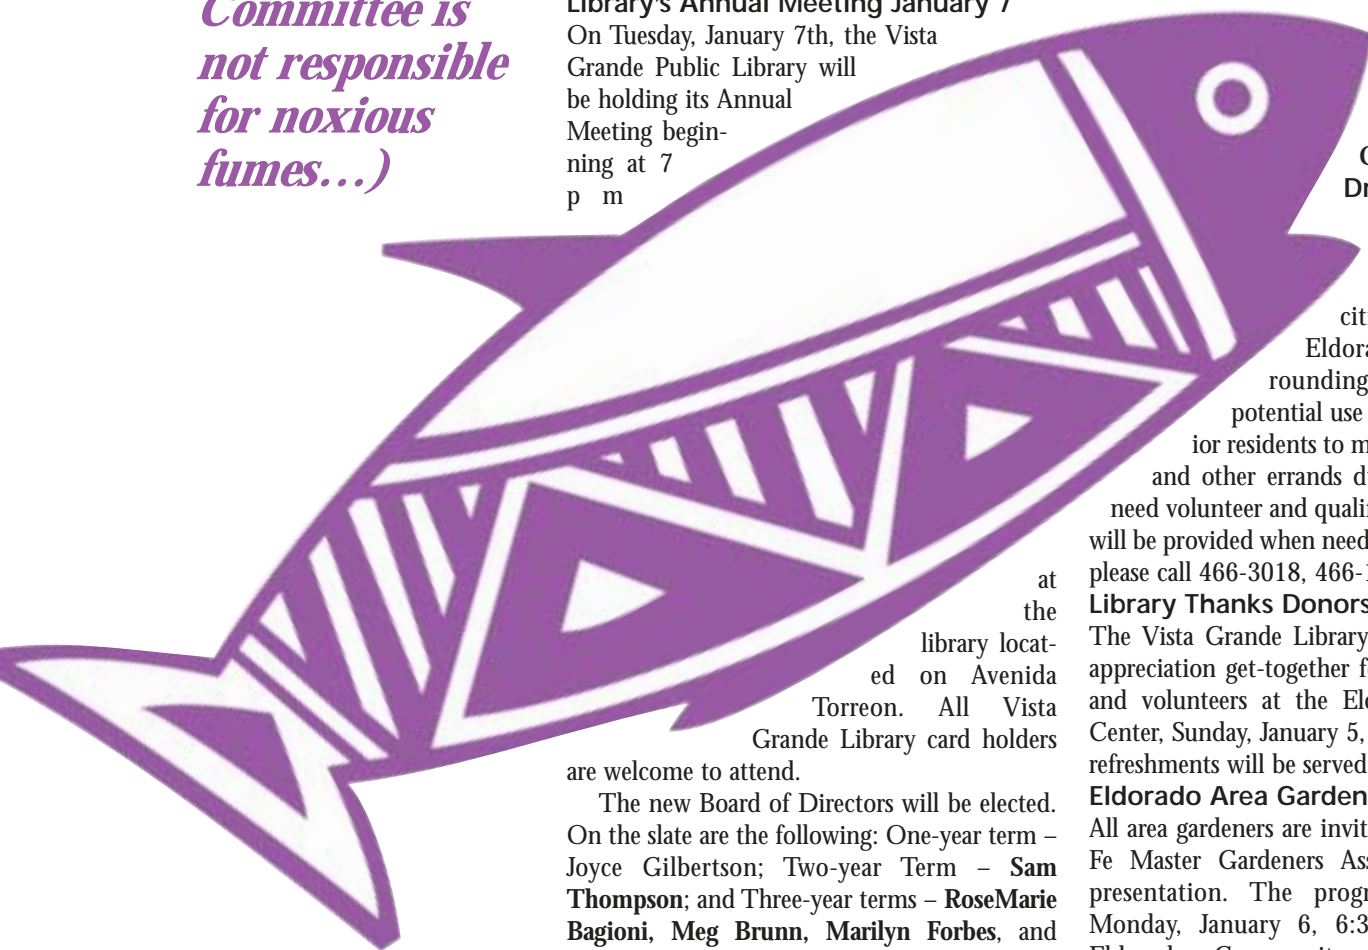 Committee is
not responsible
for noxious
fumes…)
Library's Annual Meeting January 7
On Tuesday, January 7th, the Vista
Grande Public Library will
be holding its Annual
Meeting begin-
ning at 7
p m
at
the
library locat-
ed on Avenida
Torreon. All Vista
Grande Library card holders
are welcome to attend.
The new Board of Directors will be elected.
On the slate are the following: One-year term –
Joyce Gilbertson; Two-year Term – Sam
Thompson; and Three-year terms – RoseMarie
Bagioni, Meg Brunn, Marilyn Forbes, and
rounding
potential use
ior residents to
and other errands
need volunteer and
will be provided when
please call 466-3018,
Library Thanks Donors
The Vista Grande Library
appreciation get-together
and volunteers at the
Center, Sunday, January 5,
refreshments will be served
Eldorado Area Garden
All area gardeners are
Fe Master Gardeners
presentation. The
Monday, January 6,